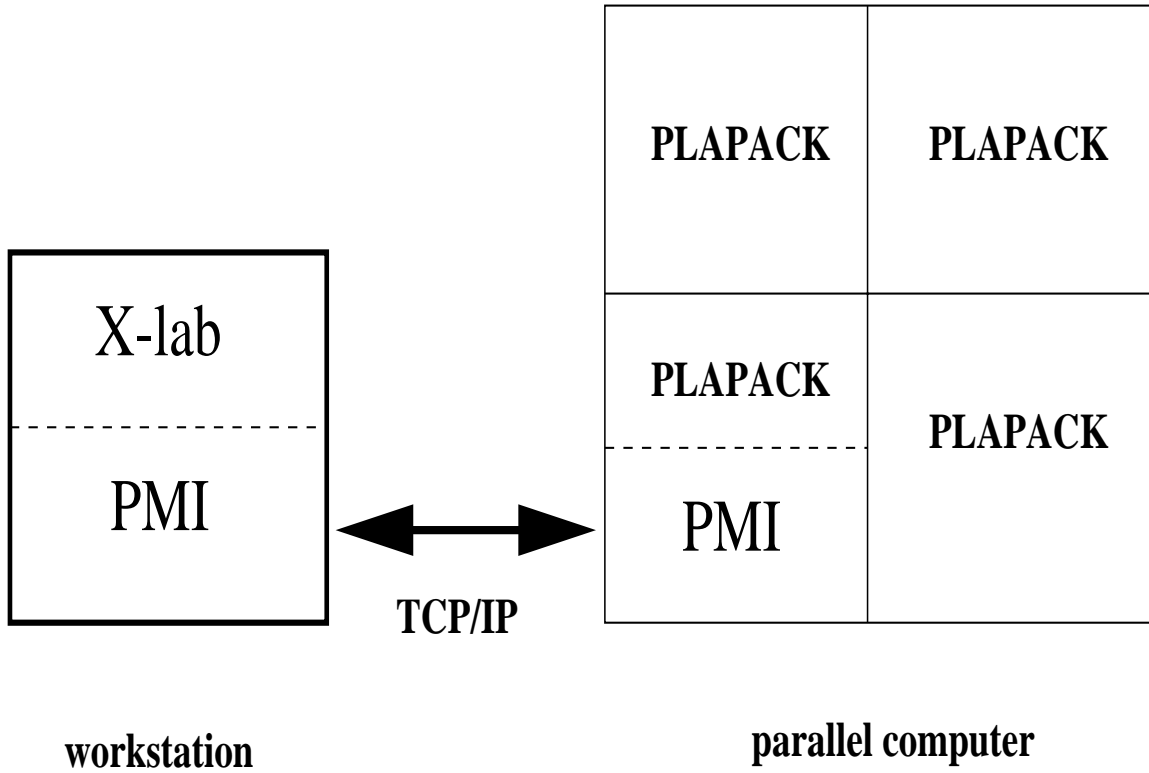 PLAPACK PLAPACK
X-lab
PLAPACK
PLAPACK
PMI
PMI
TCP/IP
workstation
parallel computer